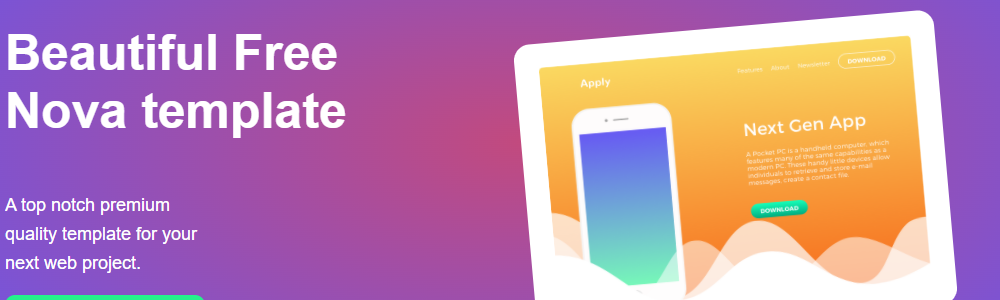 Beautiful Free
Nova template
A top notch premium
quality template for your
next web project.
Apply
Features About Newsletter DOWNLOAD
Next Gen App
A Pocket PC is a handheld computer, which
features many of the same capabilities as a
modern PC. These handy little devices allow
individuals to retrieve and store e-mail
messages, create a contact file,
DOWNLOAD